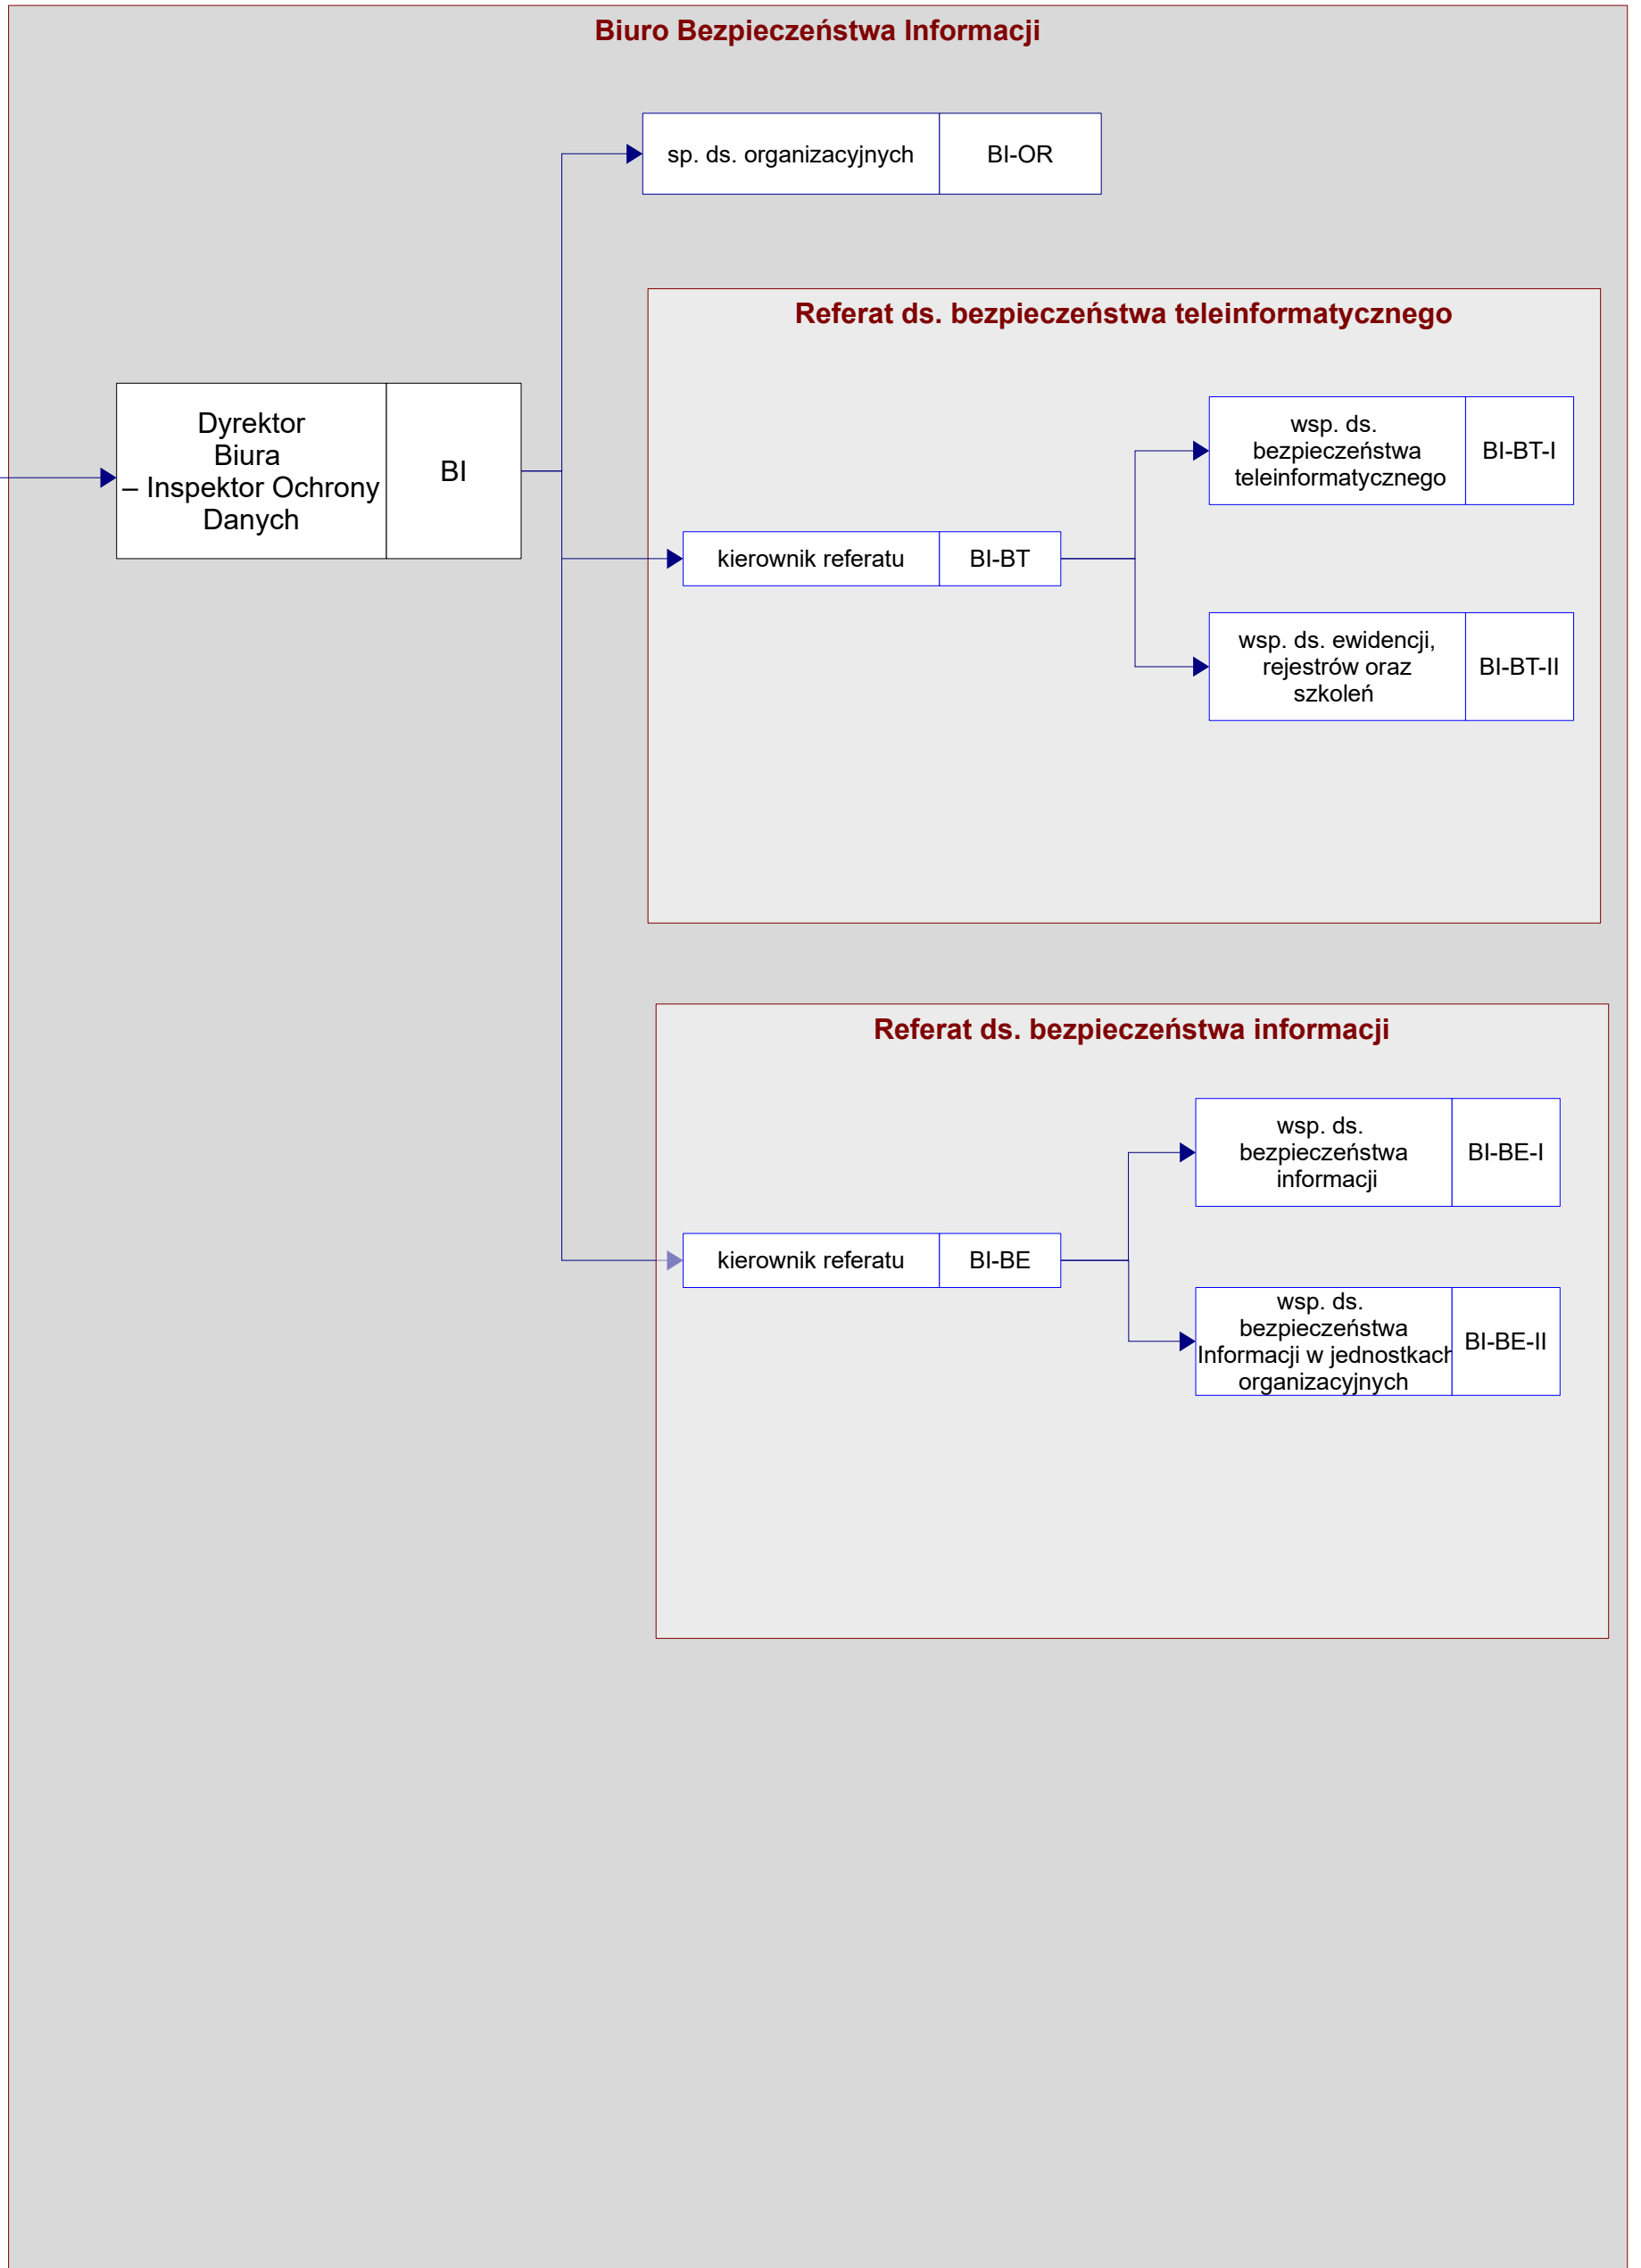 Biuro Bezpieczeństwa Informacji
sp. ds. organizacyjnych
BI-OR
Referat ds. bezpieczeństwa teleinformatycznego
Dyrektor
Biura
– Inspektor Ochrony
Danych
BI
wsp. ds.
bezpieczeństwa
teleinformatycznego
BI-BT-I
kierownik referatu
BI-BT
wsp. ds. ewidencji,
rejestrów oraz
szkoleń
BI-BT-II
Referat ds. bezpieczeństwa informacji
wsp. ds.
bezpieczeństwa
informacji
BI-BE-I
kierownik referatu
BI-BE
wsp. ds.
bezpieczeństwa
Informacji w jednostkach
organizacyjnych
BI-BE-II